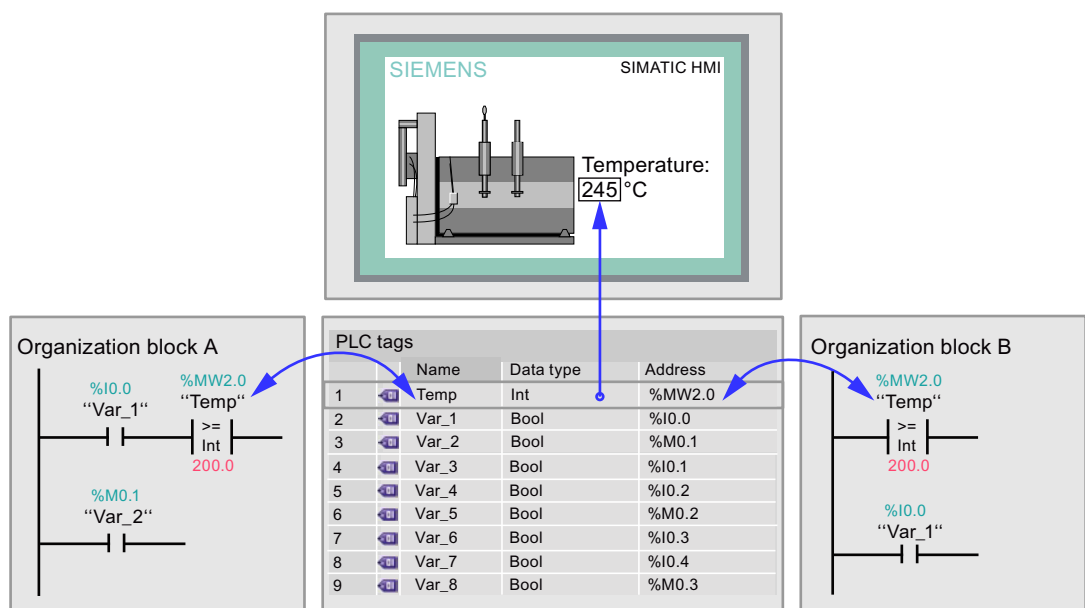 SIEMENS SIMATIC HMI
Temperature:
245 °C
Organization block A
%I0.0 %MW2.0
“Var_1“ “Temp“
>=
Int
200.0
%M0.1
“Var_2“
PLC tags
Name Data type Address
1 Temp Int %MW2.0
2 Var_1 Bool %I0.0
3 Var_2 Bool %M0.1
4 Var_3 Bool %I0.1
5 Var_4 Bool %I0.2
6 Var_5 Bool %M0.2
7 Var_6 Bool %I0.3
8 Var_7 Bool %I0.4
9 Var_8 Bool %M0.3
Organization block B
%MW2.0
“Temp“
>=
Int
200.0
%I0.0
“Var_1“